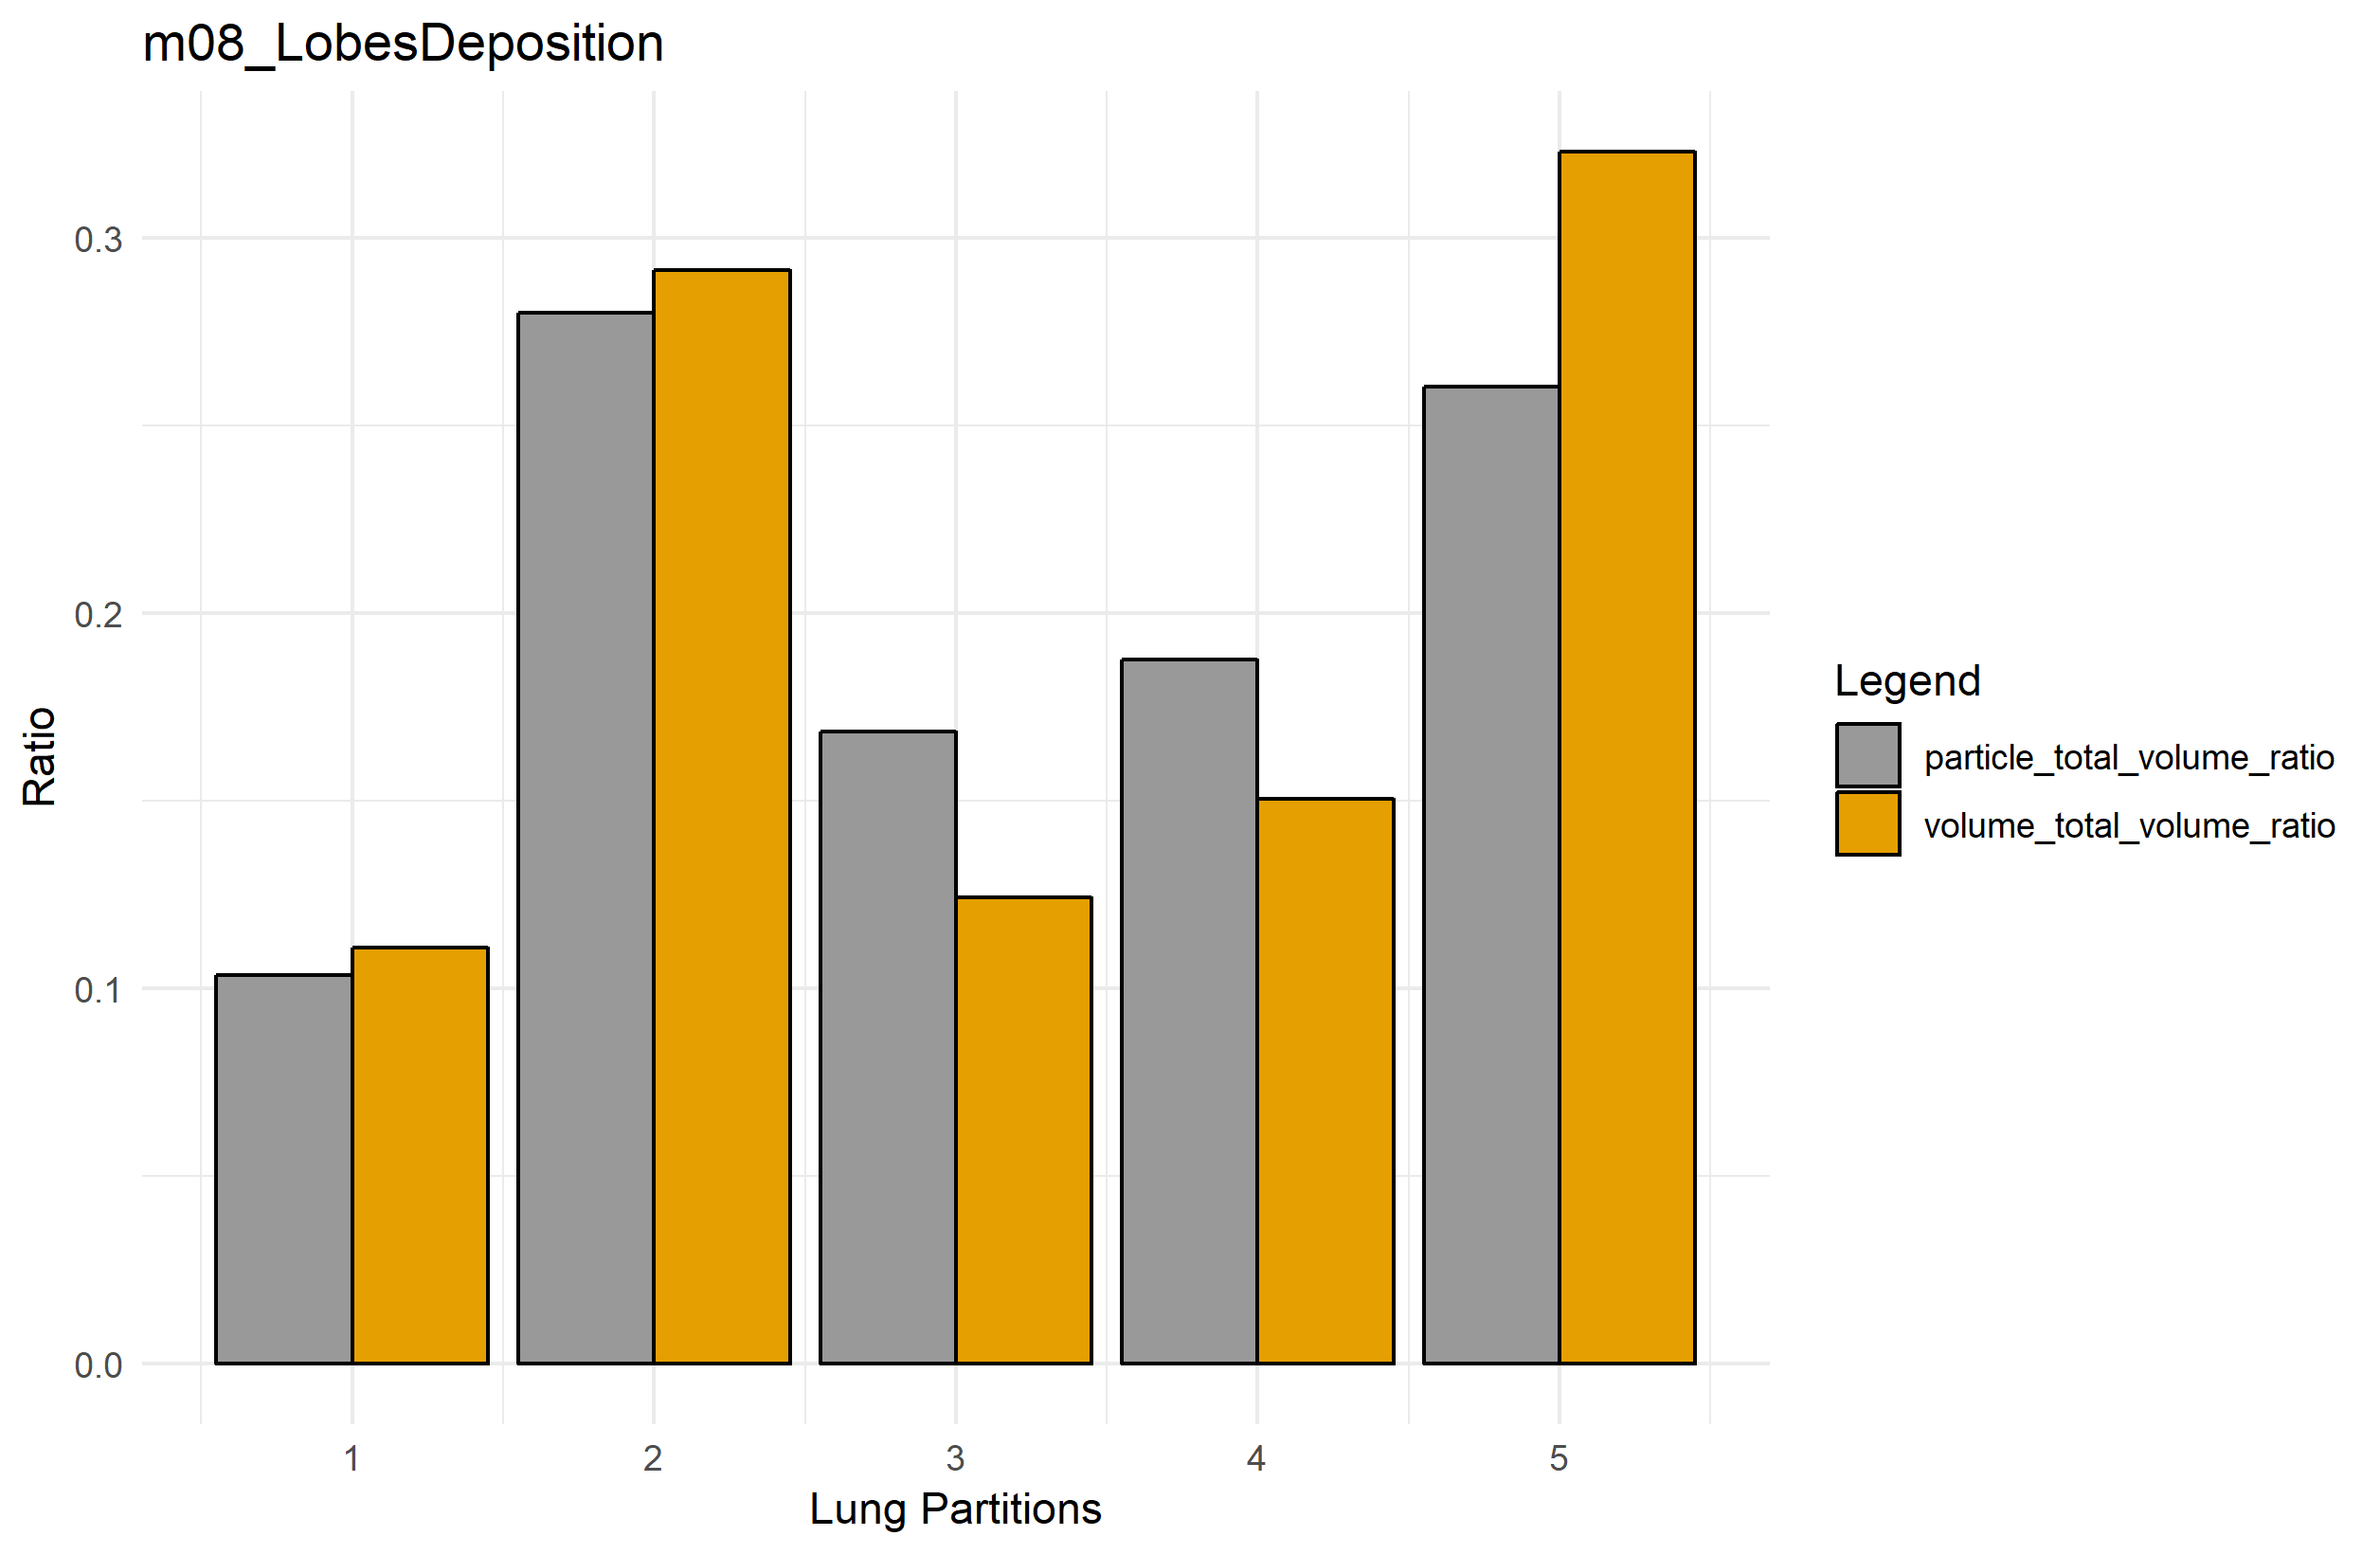 m08_LobesDeposition
Ratio
0.3
0.2
0.1
0.0
1 2 3 4 5
Lung Partitions
Legend
particle_total_volume_ratio
volume_total_volume_ratio